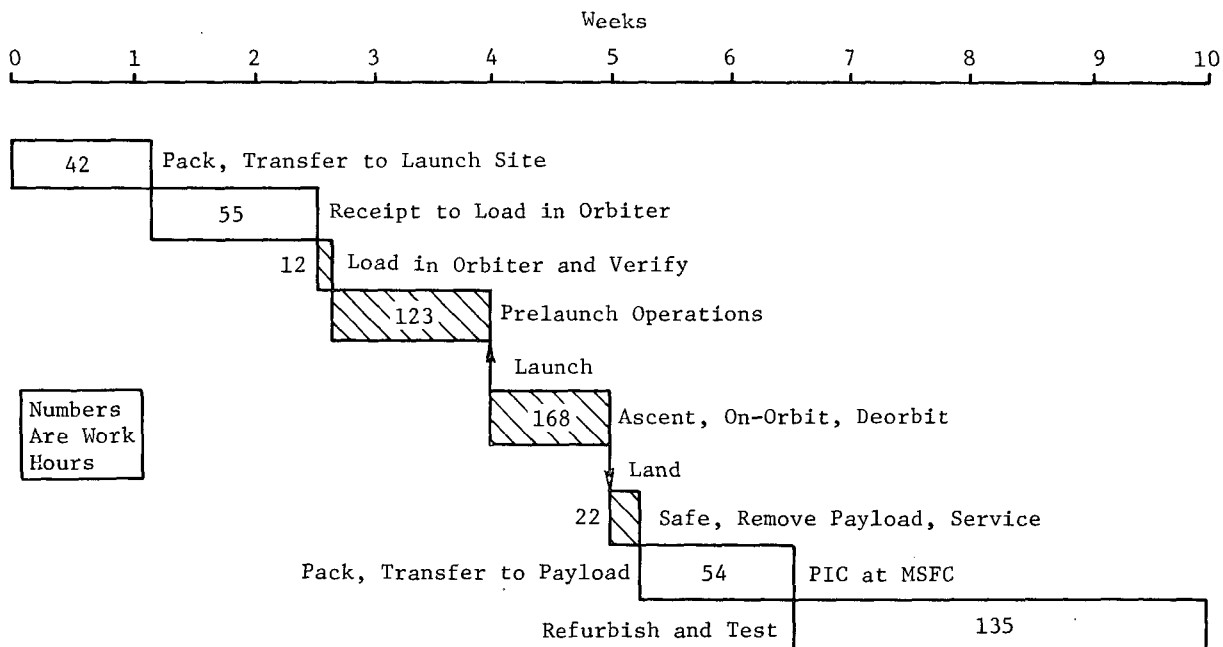 Weeks
0 1 2 3 4 5 6 7 8 9 10
42 Pack, Transfer to Launch Site
55 Receipt to Load in Orbiter
12 Load in Orbiter and Verify
123 Prelaunch Operations
Launch
Numbers
Are Work
Hours
168 Ascent, On-Orbit, Deorbit
Land
22 Safe, Remove Payload, Service
Pack, Transfer to Payload 54 PIC at MSFC
Refurbish and Test 135